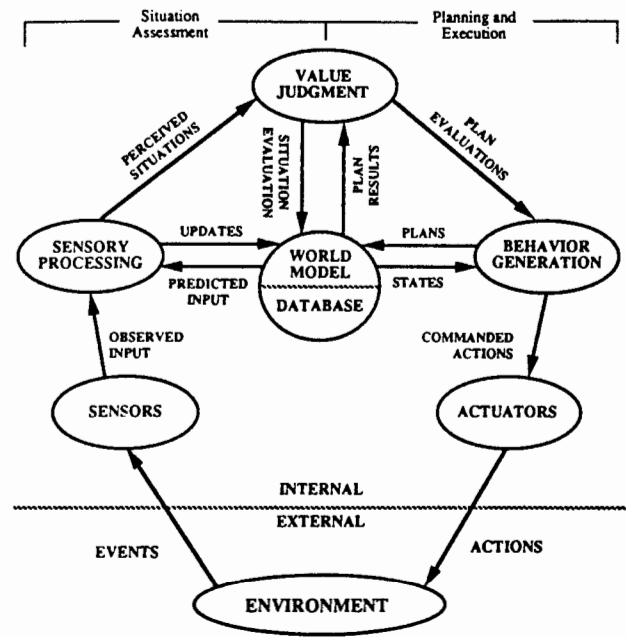 Situation
Assessment
Planning and
Execution
VALUE
JUDGMENT
PERCEIVED
SITUATIONS
SITUATION
EVALUATION
PLAN
RESULTS
PLAN
EVALUATIONS
SENSORY
PROCESSING
UPDATES
PREDICTED
INPUT
WORLD
MODEL
DATABASE
PLANS
STATES
BEHAVIOR
GENERATION
OBSERVED
INPUT
COMMANDED
ACTIONS
SENSORS
ACTUATORS
INTERNAL
EXTERNAL
EVENTS
ACTIONS
ENVIRONMENT